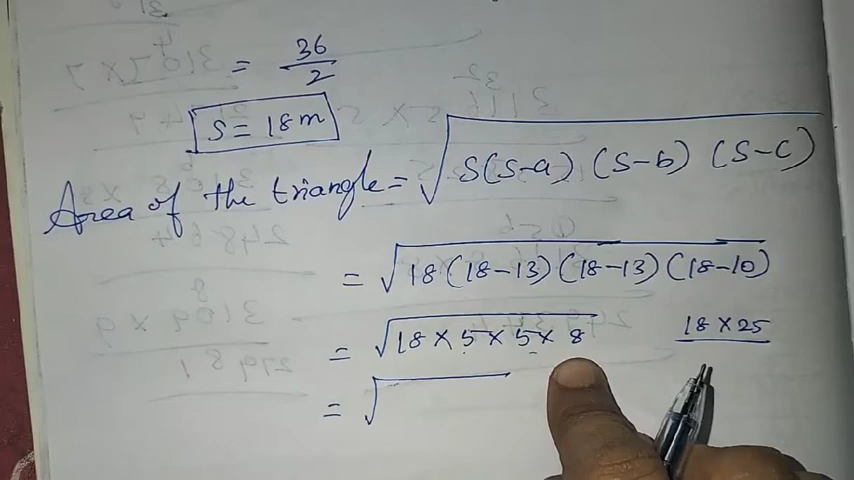 = 36/2
S = 18m
Area of the triangle = √S(S-a) (S-b) (S-c)
= √18(18-13)(18-13)(18-10)
= √18 × 5 × 5 × 8
18 × 25
= √